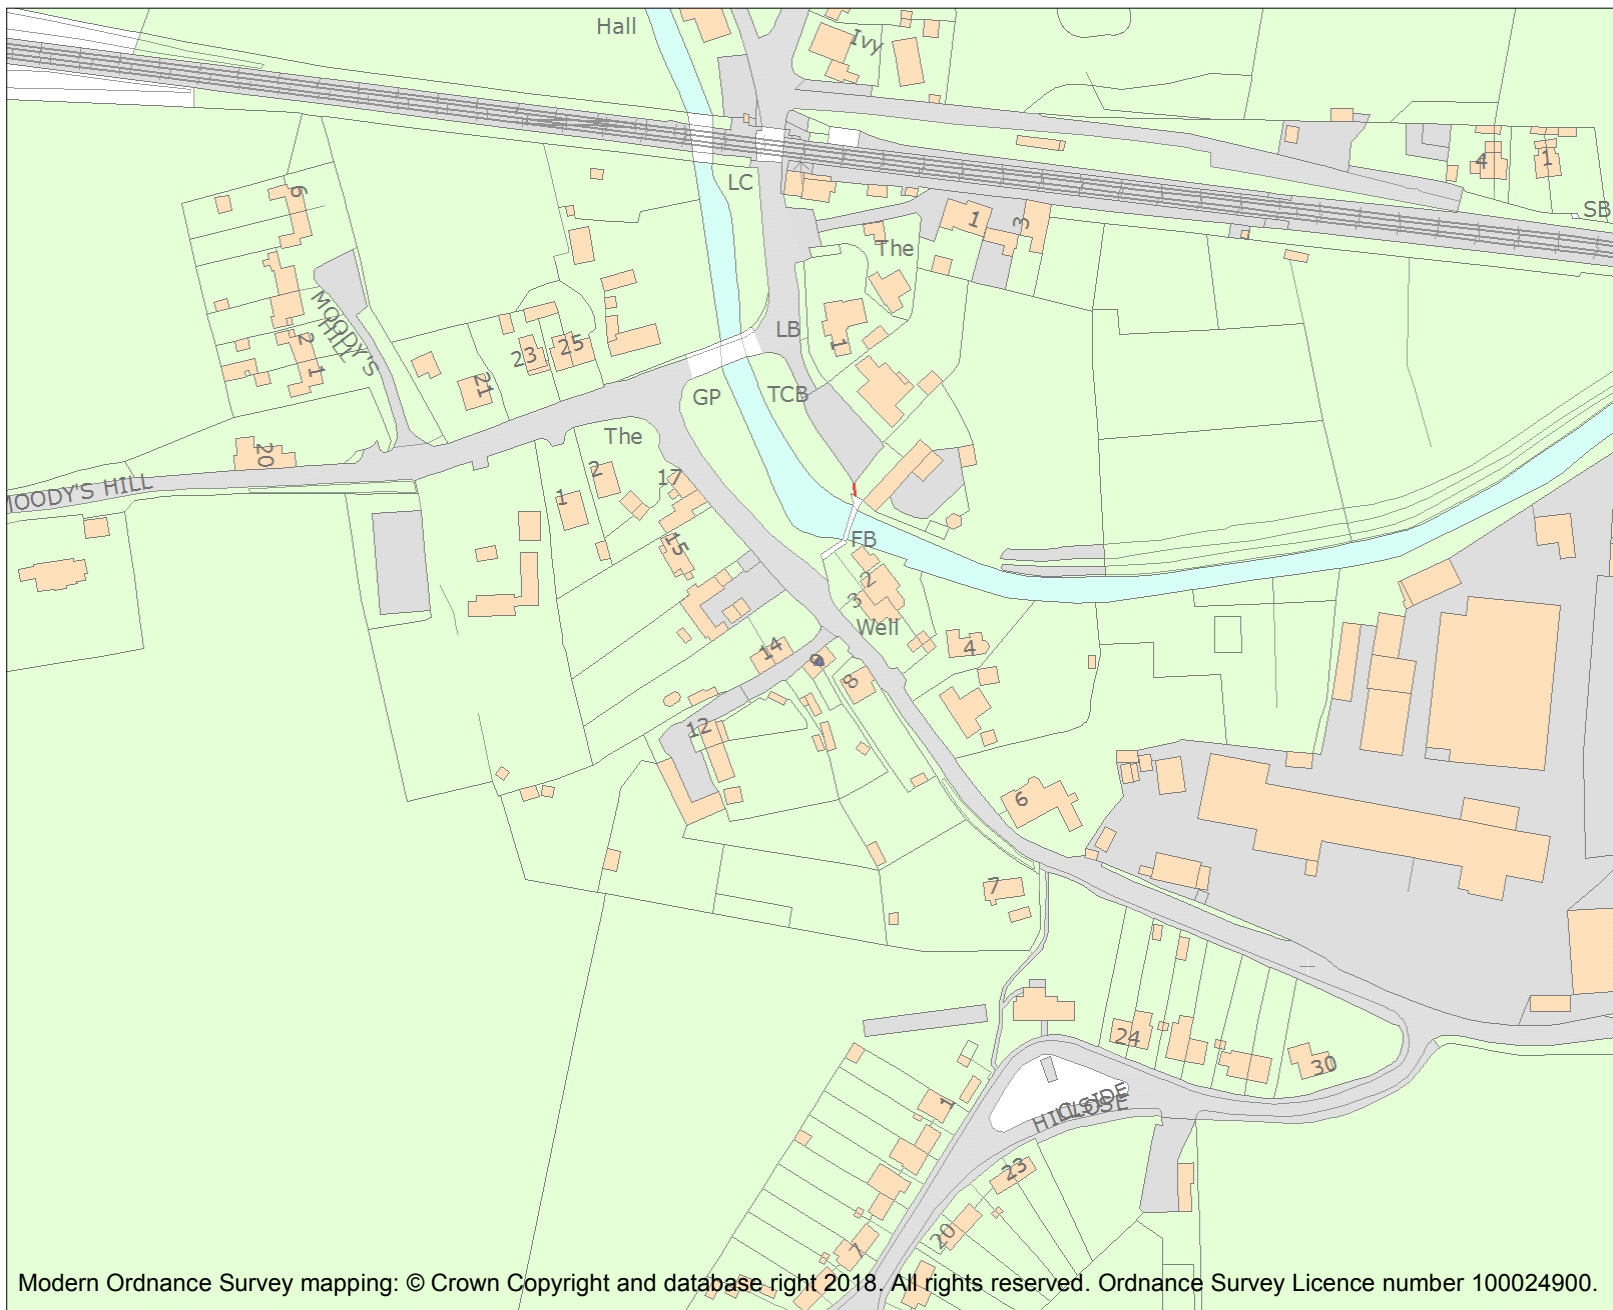 Hall
Ivy
LC
6
4
1
SB
1
3
The
MOODY'S
HILL
2
1
LB
1
23
25
21
GP
TCB
The
20
MOODY'S HILL
2
17
1
15
FB
2
3
Well
14
9
8
4
12
6
7
24
30
HILLSIDE
CLOSE
1
23
20
7
Modern Ordnance Survey mapping: © Crown Copyright and database right 2018. All rights reserved. Ordnance Survey Licence number 100024900.